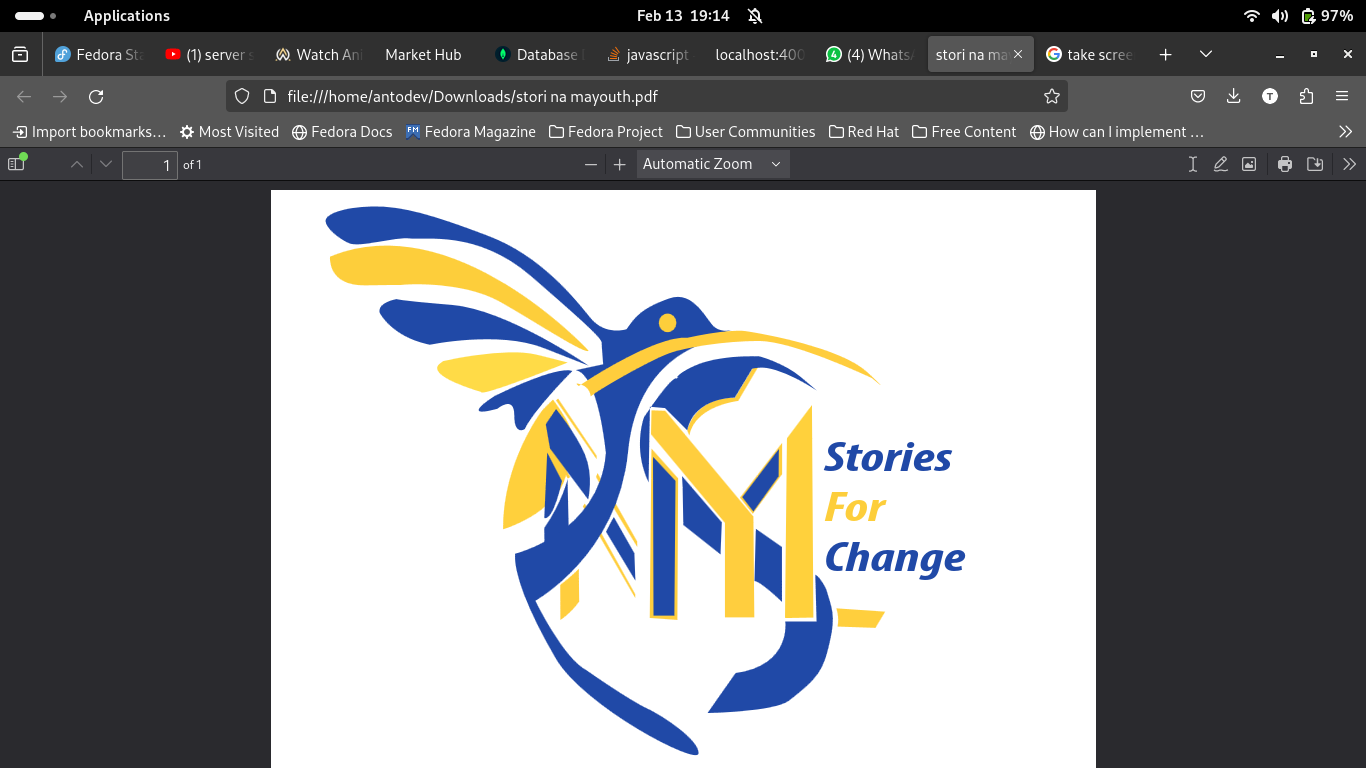 Applications
Feb 13 19:14
97%
Fedora Sta
(1) server s
Watch Ani
Market Hub
Database
javascript
localhost:400
(4) Whats
stori na ma
take scree
file:///home/antodev/Downloads/stori na mayouth.pdf
T
Import bookmarks... Most Visited Fedora Docs FM Fedora Magazine Fedora Project User Communities Red Hat Free Content How can I implement ...
1 of 1
Automatic Zoom
Stories
For
Change